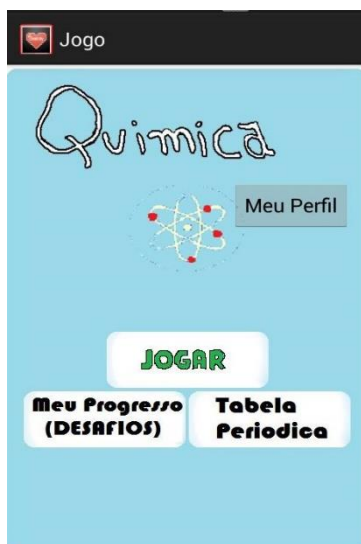 Jogo
Quimica
Meu Perfil
JOGAR
Meu Progresso
(DESAFIOS)
Tabela
Periodica